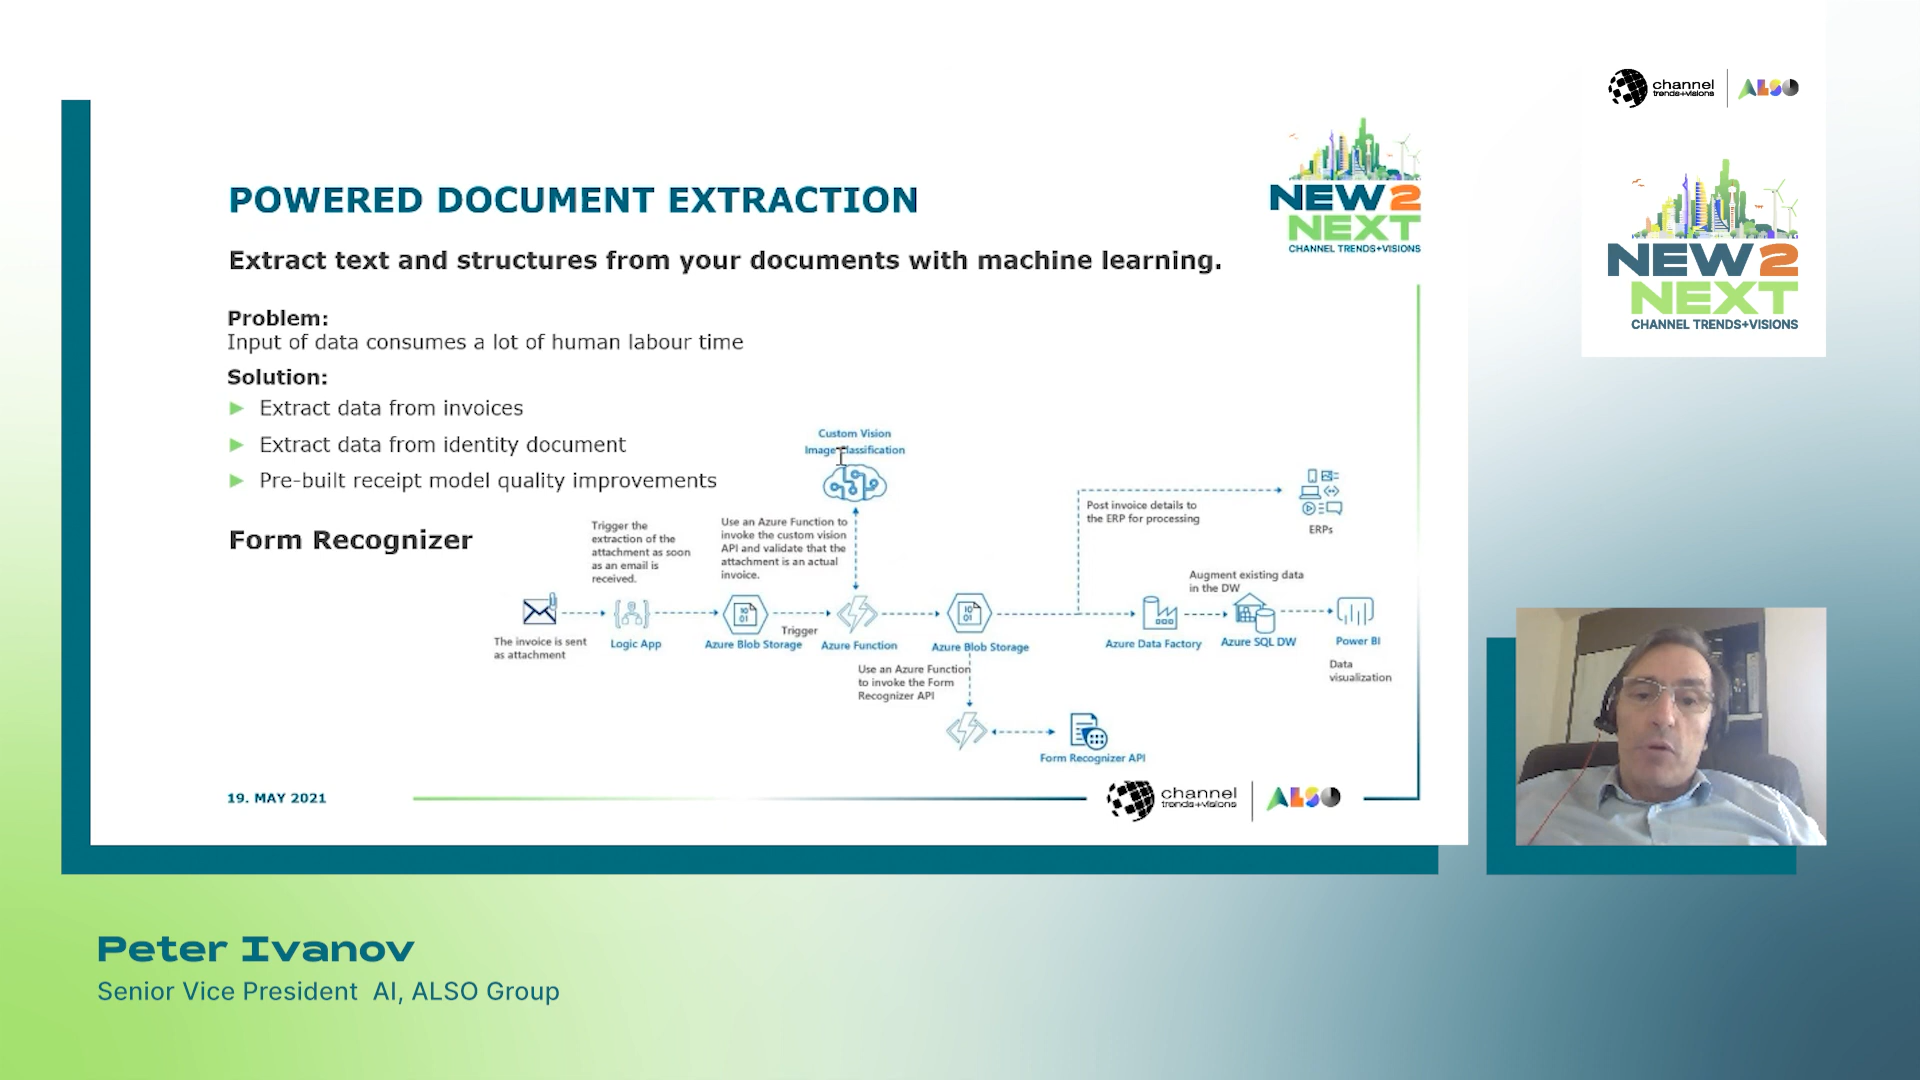 channel
trends+visions
ALSO
NEW 2
NEXT
CHANNEL TRENDS+VISIONS
POWERED DOCUMENT EXTRACTION
NEW 2
NEXT
CHANNEL TRENDS+VISIONS
Extract text and structures from your documents with machine learning.
Problem:
Input of data consumes a lot of human labour time
Solution:
► Extract data from invoices
► Extract data from identity document
► Pre-built receipt model quality improvements
Form Recognizer
Custom Vision
Image Classification
Trigger the
extraction of the
attachment as soon
as an email is
received.
Use an Azure Function to
invoke the custom vision
API and validate that the
attachment is an actual
invoice.
Post invoice details to
the ERP for processing
ERPs
Augment existing data
in the DW
The invoice is sent
as attachment
Logic App
Azure Blob Storage
Trigger
Azure Function
Azure Blob Storage
Azure Data Factory
Azure SQL DW
Power BI
Data
visualization
Use an Azure Function
to invoke the Form
Recognizer API
Form Recognizer API
19. MAY 2021
channel
trends+visions
ALSO
Peter Ivanov
Senior Vice President AI, ALSO Group